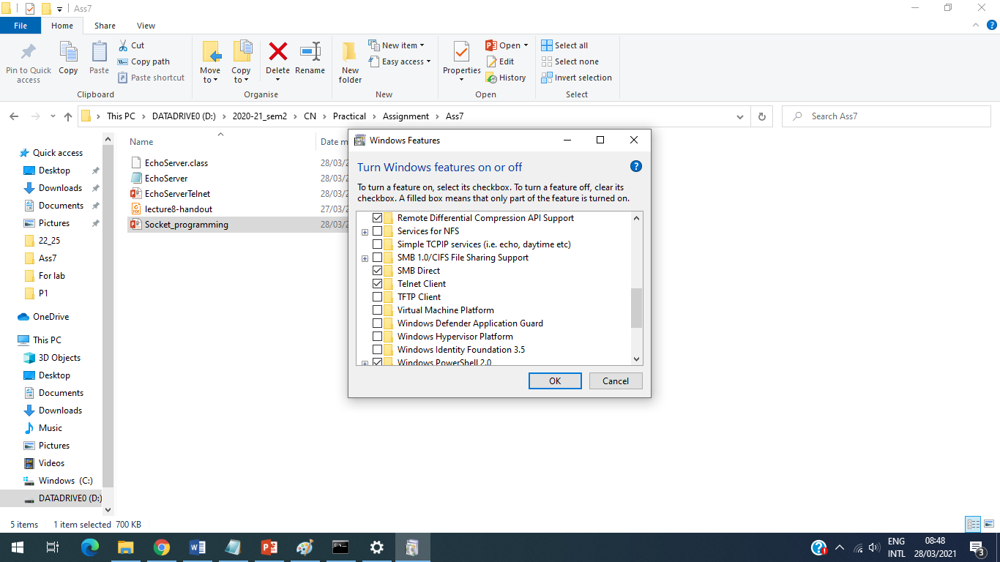 Ass7
File Home Share View
Pin to Quick access
Copy
Paste
Cut
Copy path
Paste shortcut
Clipboard
Move to
Copy to
Delete
Rename
Organise
New folder
New item
Easy access
New
Properties
Open
Edit
History
Open
Select all
Select none
Invert selection
Select
This PC > DATADRIVE0 (D:) > 2020-21_sem2 > CN > Practical > Assignment > Ass7
Search Ass7
Quick access
Desktop
Downloads
Documents
Pictures
22_25
Ass7
For lab
P1
OneDrive
This PC
3D Objects
Desktop
Documents
Downloads
Music
Pictures
Videos
Windows (C:)
DATADRIVE0 (D:)
Name Date m
EchoServer.class 28/03/2
EchoServer 28/03/2
EchoServerTelnet 28/03/2
lecture8-handout 27/03/2
Socket_programming 28/03/2
Windows Features
Turn Windows features on or off
?
To turn a feature on, select its checkbox. To turn a feature off, clear its
checkbox. A filled box means that only part of the feature is turned on.
Remote Differential Compression API Support
Services for NFS
Simple TCPIP services (i.e. echo, daytime etc)
SMB 1.0/CIFS File Sharing Support
SMB Direct
Telnet Client
TFTP Client
Virtual Machine Platform
Windows Defender Application Guard
Windows Hypervisor Platform
Windows Identity Foundation 3.5
Windows PowerShell 2.0
OK Cancel
5 items 1 item selected 700 KB
ENG
INTL
08:48
28/03/2021
3